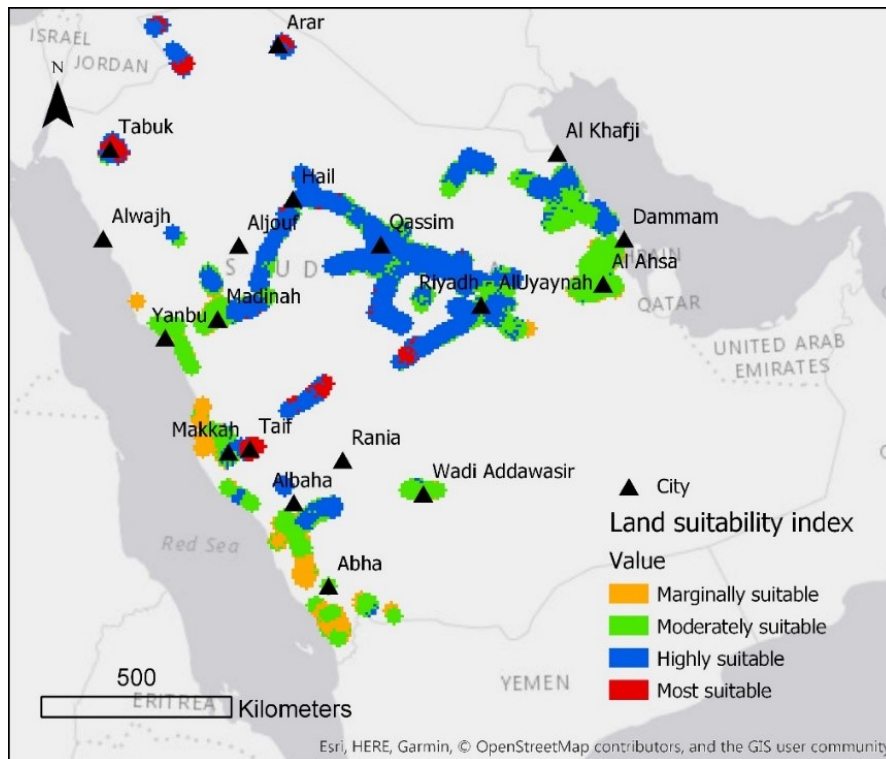 Arar
ISRAEL
JORDAN
N
Tabuk
Al Khafji
Hail
Alwajh
Aljouf
Qassim
Dammam
S U D
A
BAHRAIN
Al Ahsa
Riyadh
AlUyaynah
Madinah
QATAR
Yanbu
UNITED ARAB
EMIRATES
Makkah
Taif
Rania
Albaha
Wadi Addawasir
City
Land suitability index
Red Sea
Value
Abha
Marginally suitable
Moderately suitable
Highly suitable
Most suitable
500
YEMEN
ERITREA
Kilometers
Esri, HERE, Garmin, © OpenStreetMap contributors, and the GIS user community